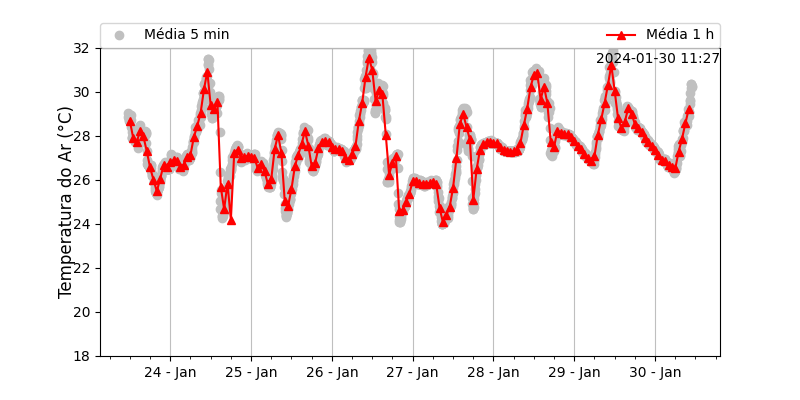 Média 5 min
Média 1 h
2024-01-30 11:27
Temperatura do Ar (°C)
32
30
28
26
24
22
20
18
24 - Jan
25 - Jan
26 - Jan
27 - Jan
28 - Jan
29 - Jan
30 - Jan